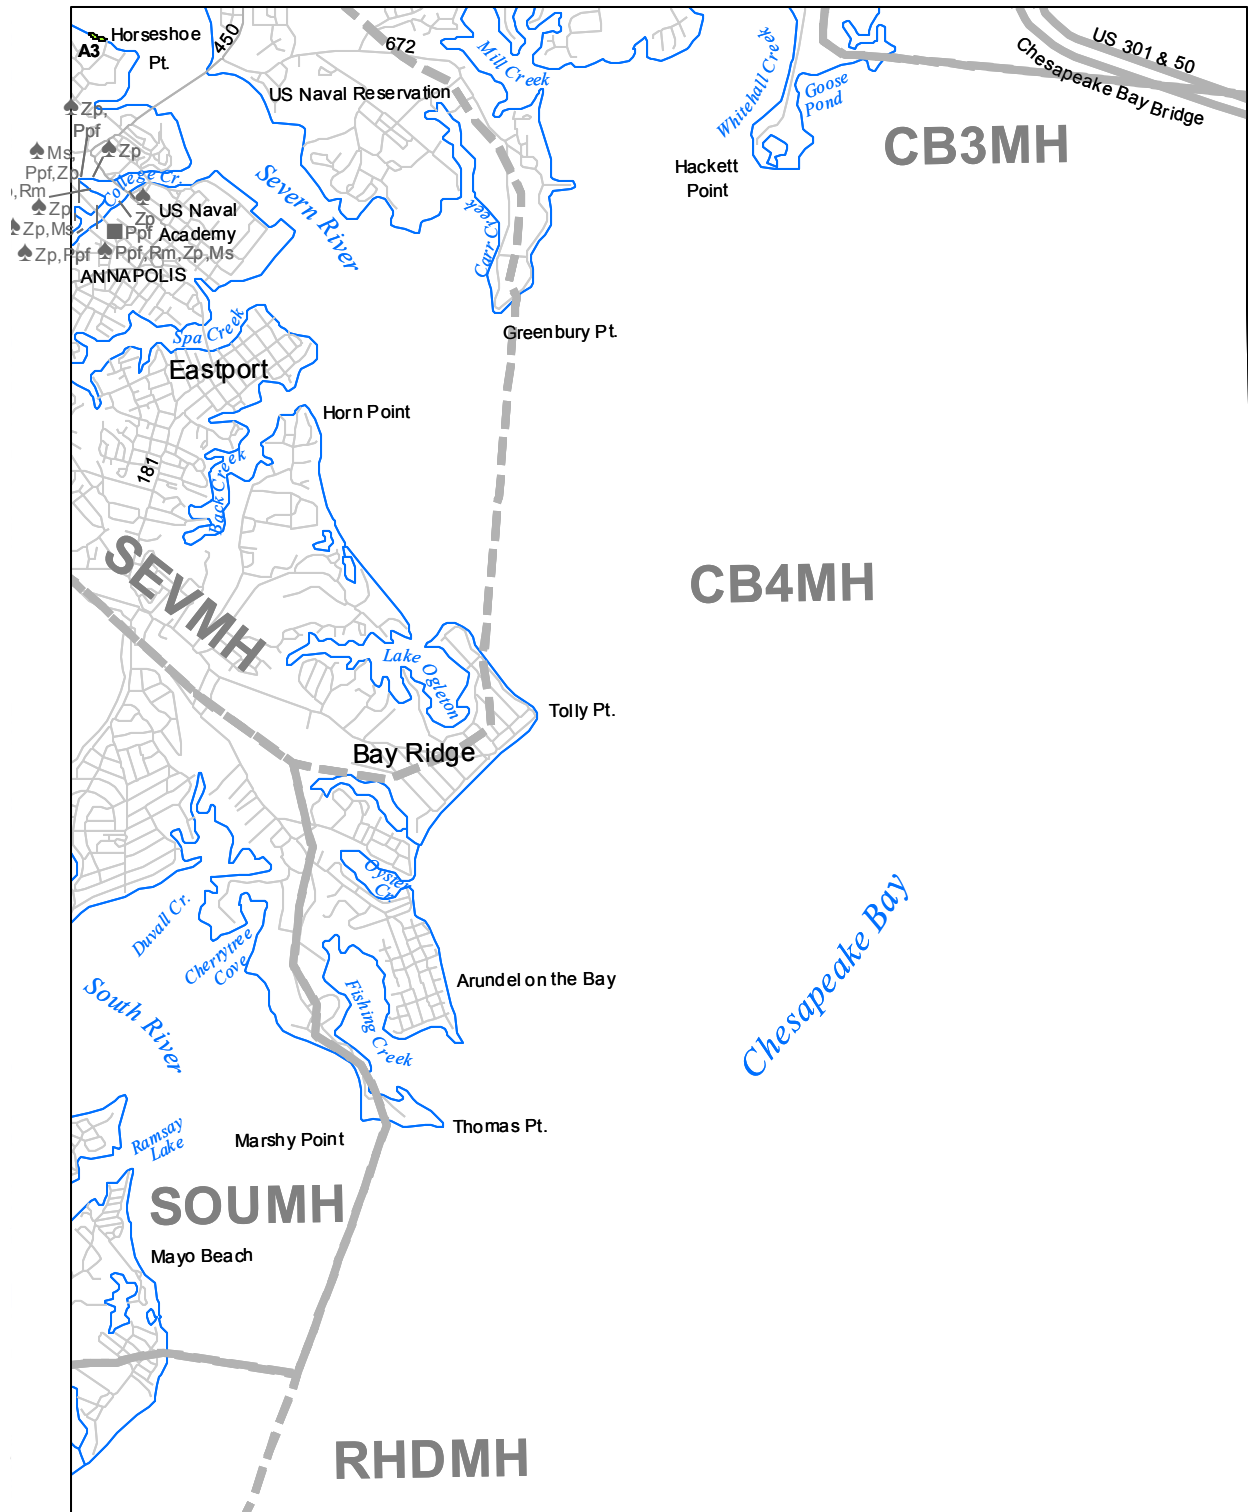 Horseshoe
Pt.
A3
450
672
Mill Creek
Whitehall Creek
Goose
Pond
US 301 & 50
Chesapeake Bay Bridge
US Naval Reservation
CB3MH
Zp,
Ppf
Ms,
Ppf,Zp
Zp
Hackett
Point
College Cr.
Severn River
,Rm
Zp
Zp
US Naval
Academy
Carr Creek
Zp,Ms
Ppf
Zp,Ppf
Ppf,Rm,Zp,Ms
ANNAPOLIS
Spa Creek
Greenbury Pt.
Eastport
Horn Point
181
Back Creek
SEVMH
CB4MH
Lake
Ogleton
Tolly Pt.
Bay Ridge
Oyster
Cr.
Duvall Cr.
Cherrytree
Cove
Chesapeake Bay
Arundel on the Bay
South River
Fishing Creek
Ramsay
Lake
Marshy Point
Thomas Pt.
SOUMH
Mayo Beach
RHDMH